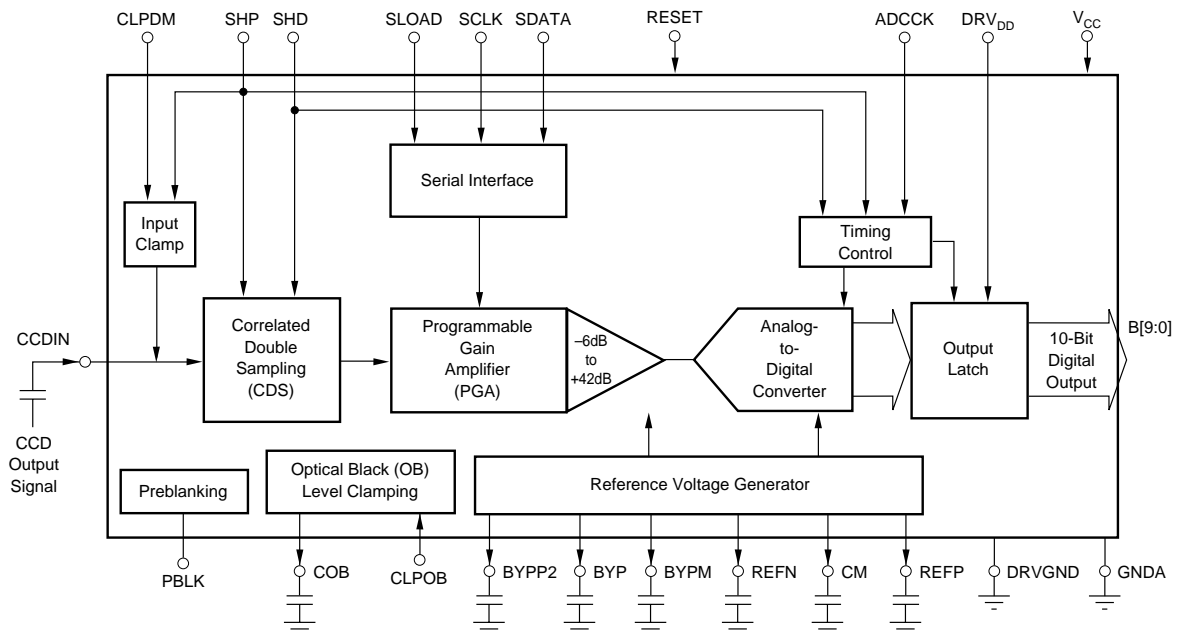 CLPDM
SHP
SHD
SLOAD
SCLK
SDATA
RESET
ADCCK
DRVDD
VCC
Serial Interface
Input
Clamp
Timing
Control
CCDIN
Correlated
Double
Sampling
(CDS)
Programmable
Gain
Amplifier
(PGA)
–6dB
to
+42dB
Analog-
to-
Digital
Converter
Output
Latch
10-Bit
Digital
Output
B[9:0]
CCD
Output
Signal
Preblanking
Optical Black (OB)
Level Clamping
Reference Voltage Generator
PBLK
COB
CLPOB
BYPP2
BYP
BYPM
REFN
CM
REFP
DRVGND
GNDA